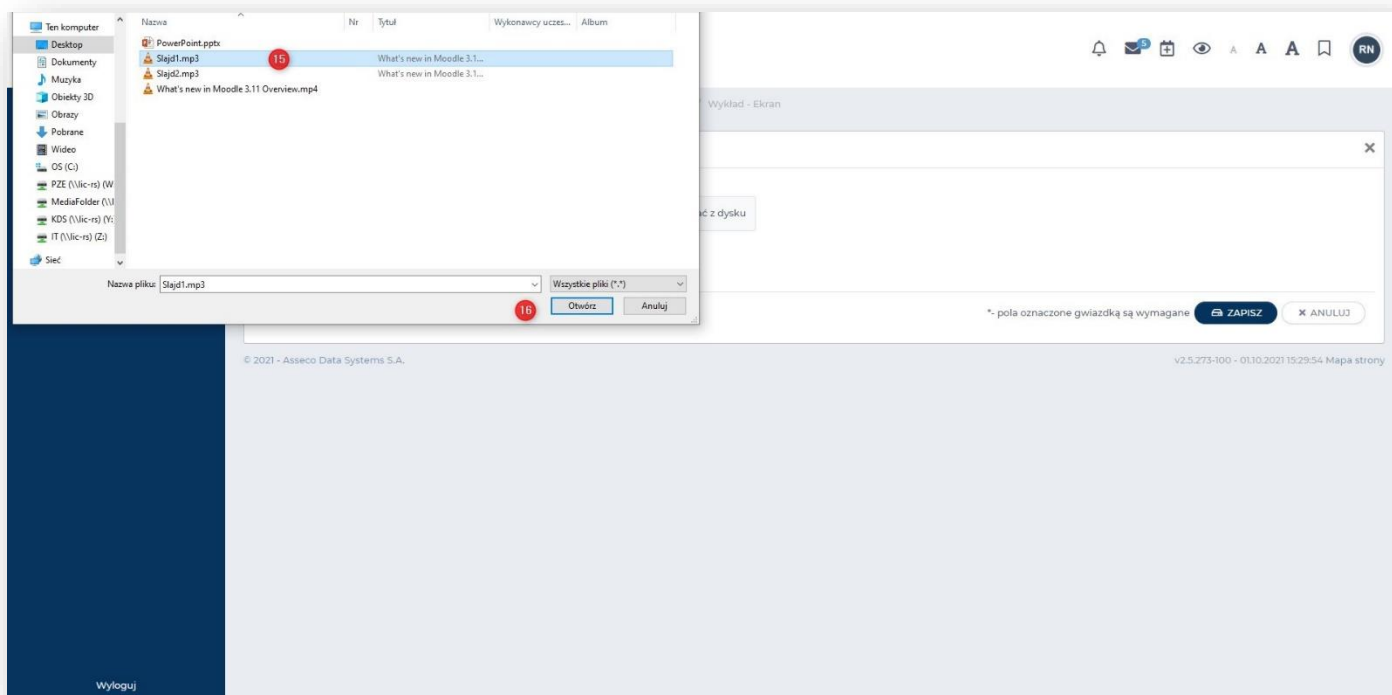 Ten komputer
Desktop
Dokumenty
Muzyka
Obiekty 3D
Obrazy
Pobrane
Wideo
OS (C:)
PZE (\\lic-rs) (W
MediaFolder (\\l
KDS (\\lic-rs) (Y:
IT (\\lic-rs) (Z:)
Sieć
Nazwa Nr Tytuł Wykonawcy uczes... Album
PowerPoint.pptx
Slajd1.mp3 15 What's new in Moodle 3.1...
Slajd2.mp3 What's new in Moodle 3.1...
What's new in Moodle 3.11 Overview.mp4
Nazwa pliku: Slajd1.mp3 Wszystkie pliki (*.*)
16 Otwórz Anuluj
5 A A A RN
Wykład - Ekran
ać z dysku
*- pola oznaczone gwiazdką są wymagane ZAPISZ ANULUJ
© 2021 - Asseco Data Systems S.A. v2.5.273-100 - 01.10.2021 15:29:54 Mapa strony
Wyloguj